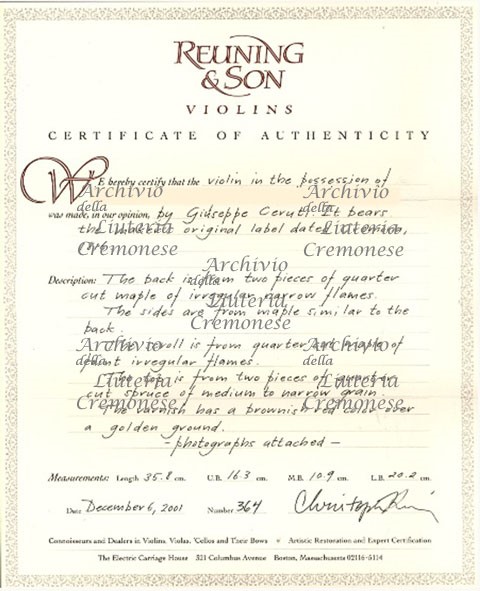 REUNING
& SON
VIOLINS
CERTIFICATE OF AUTHENTICITY
WE hereby certify that the violin in the possession of
was made, in our opinion, by Giuseppe Ceruti. It bears
the original label dated Cremona,
Description: The back is from two pieces of quarter
cut maple of irregular narrow flames.
The sides are from maple similar to the
back.
The scroll is from quarter cut maple of
faint irregular flames.
The top is from two pieces of quarter
cut spruce of medium to narrow grain.
The varnish has a brownish red color over
a golden ground.
- photographs attached -
Measurements: Length 35.8 cm. U.B. 16.3 cm. M.B. 10.9 cm. L.B. 20.2 cm.
Date December 6, 2001 Number 364
Connoisseurs and Dealers in Violins, Violas, 'Cellos and Their Bows Artistic Restoration and Expert Certification
The Electric Carriage House 321 Columbus Avenue Boston, Massachusetts 02116-5114
Archivio
della
Liuteria
Cremonese
Archivio
della
Liuteria
Cremonese
Archivio
della
Liuteria
Cremonese
Archivio
della
Liuteria
Cremonese
Archivio
della
Liuteria
Cremonese